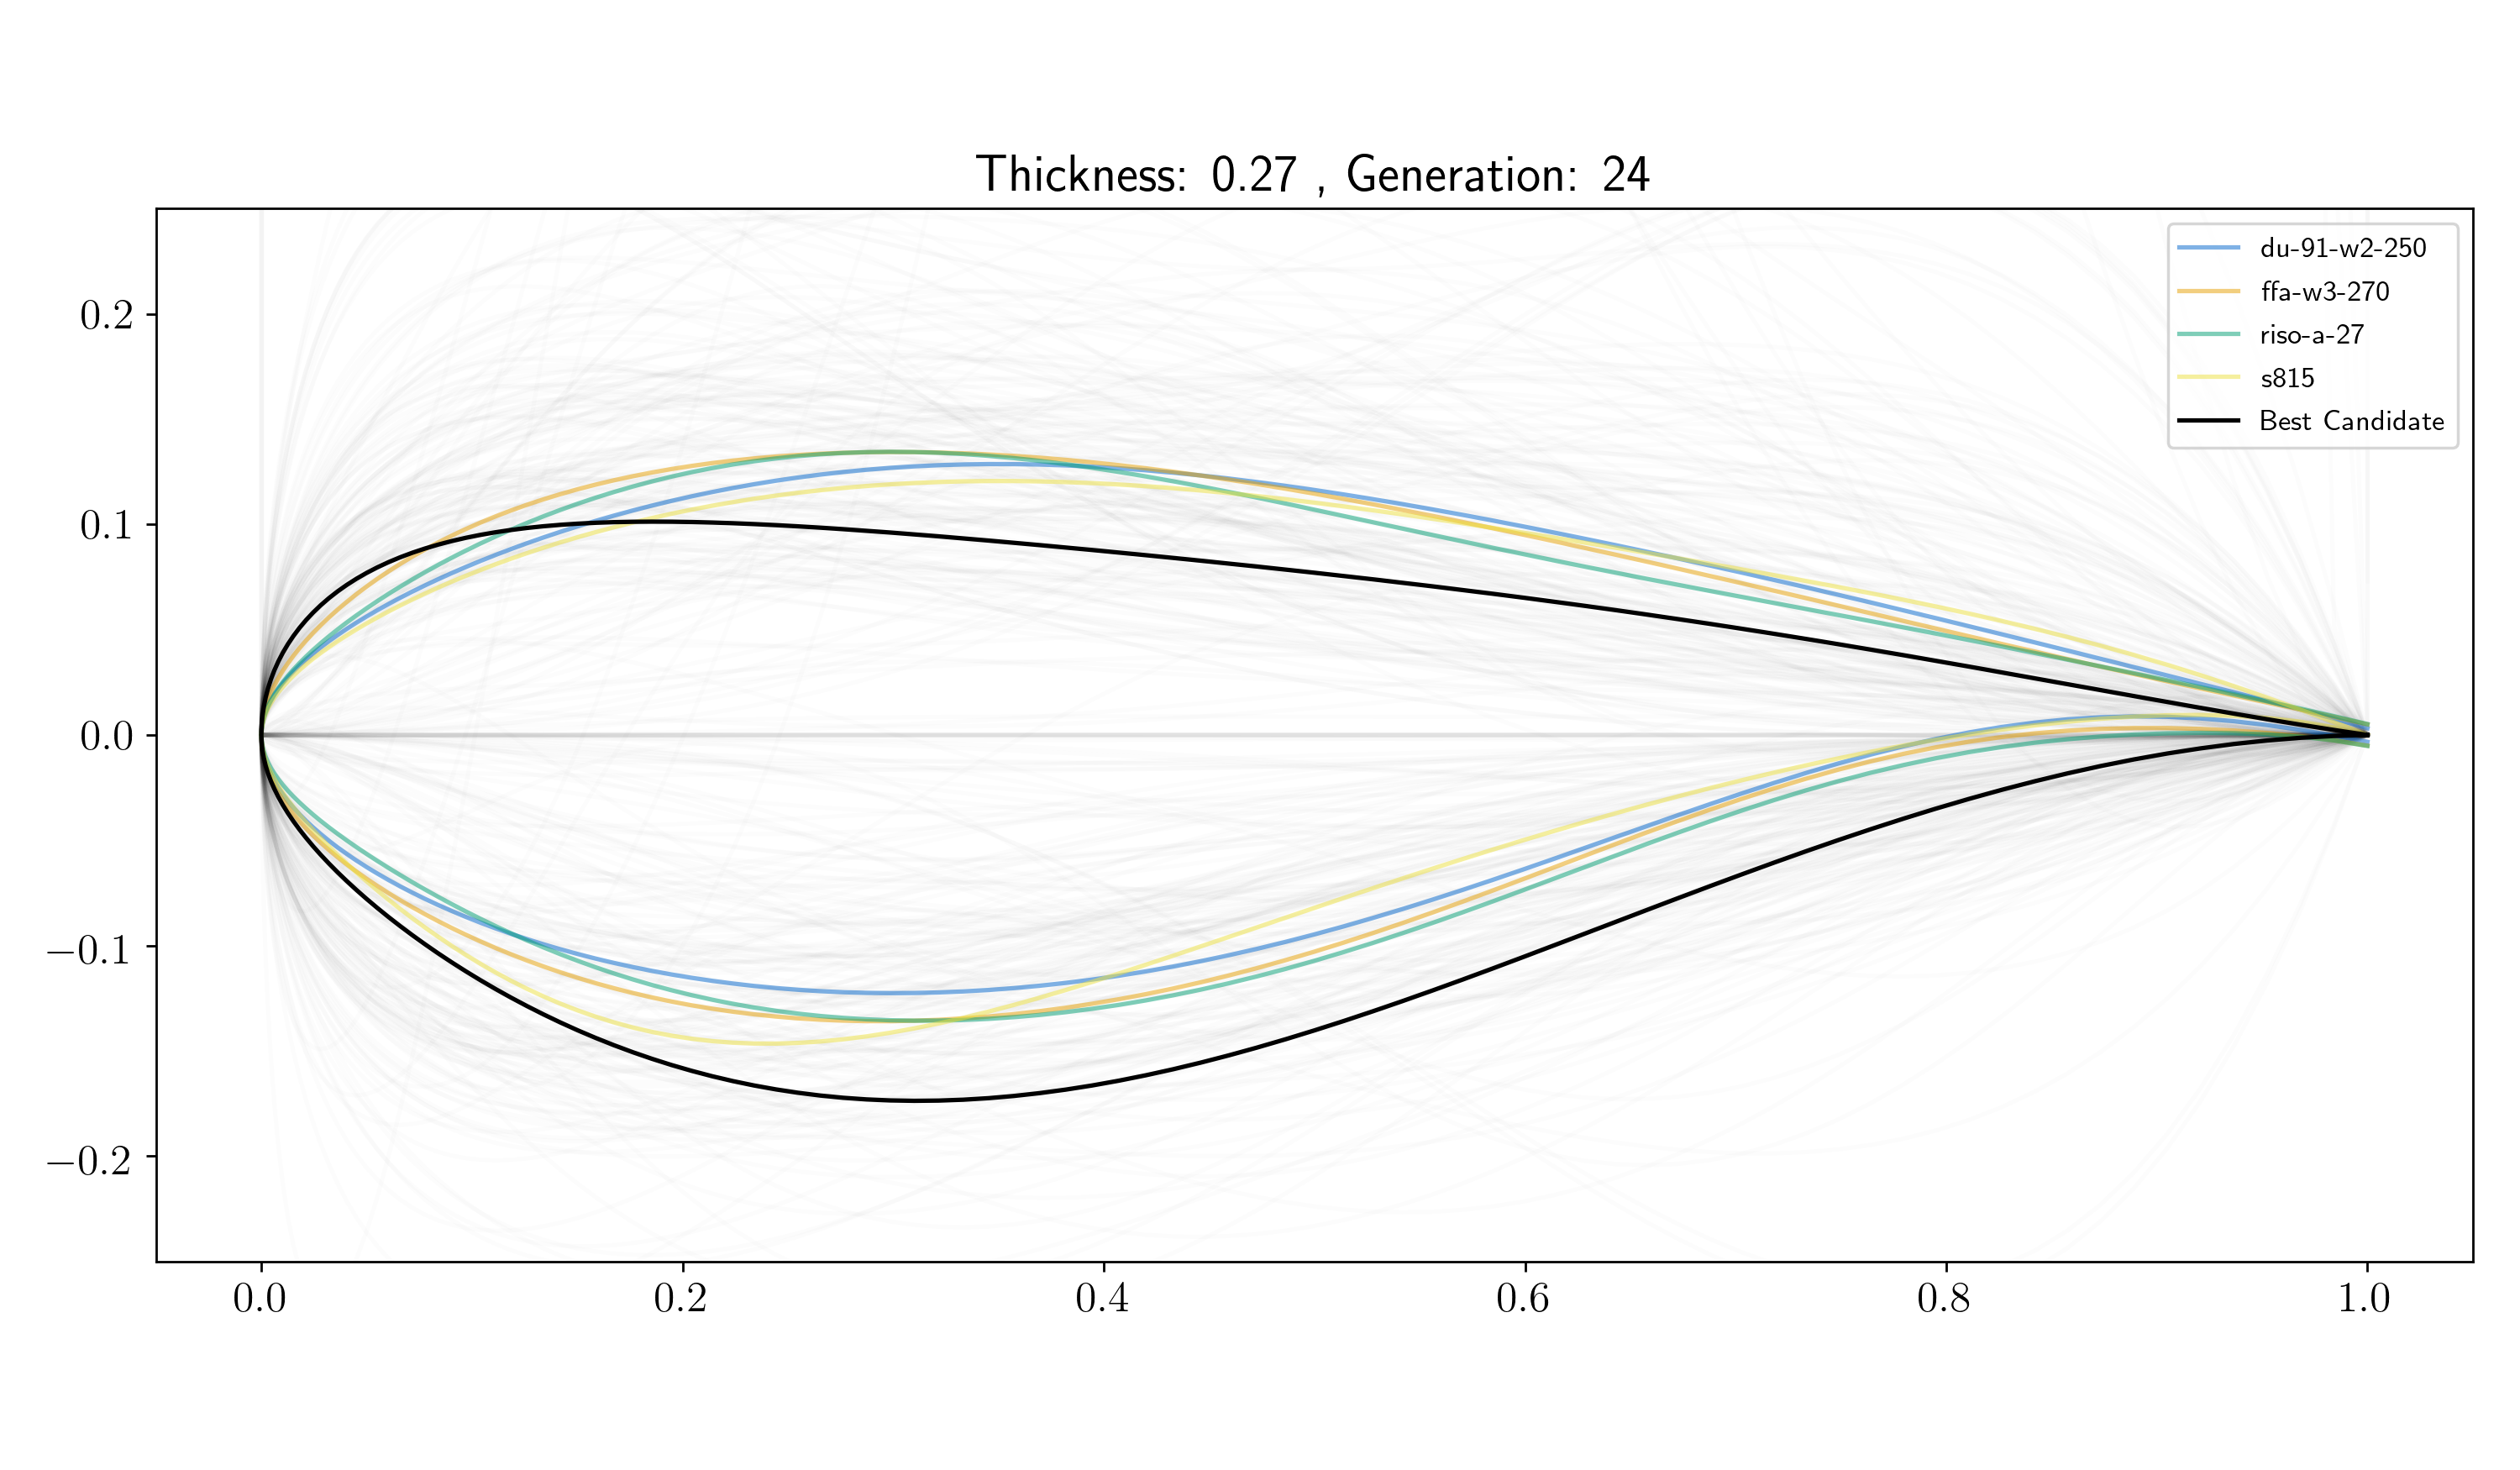 Thickness: 0.27 , Generation: 24
du-91-w2-250
ffa-w3-270
riso-a-27
s815
Best Candidate
0.2
0.1
0.0
−0.1
−0.2
0.0 0.2 0.4 0.6 0.8 1.0